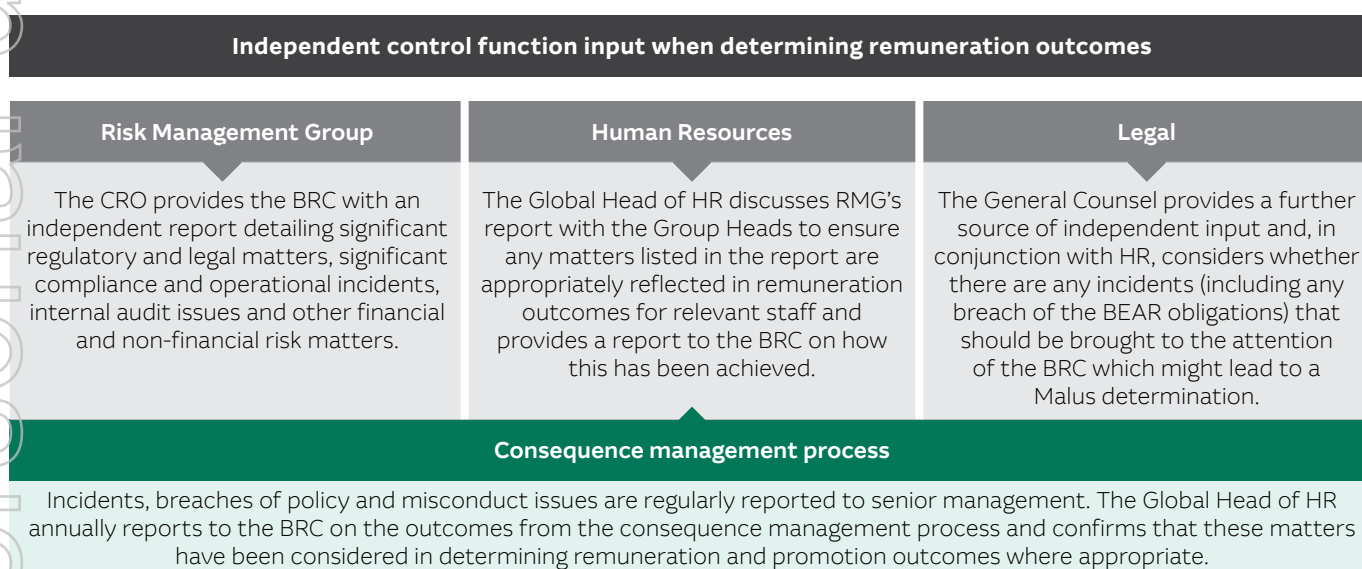 Independent control function input when determining remuneration outcomes
Risk Management Group
The CRO provides the BRC with an
independent report detailing significant
regulatory and legal matters, significant
compliance and operational incidents,
internal audit issues and other financial
and non-financial risk matters.
Human Resources
The Global Head of HR discusses RMG’s
report with the Group Heads to ensure
any matters listed in the report are
appropriately reflected in remuneration
outcomes for relevant staff and
provides a report to the BRC on how
this has been achieved.
Legal
The General Counsel provides a further
source of independent input and, in
conjunction with HR, considers whether
there are any incidents (including any
breach of the BEAR obligations) that
should be brought to the attention
of the BRC which might lead to a
Malus determination.
Consequence management process
Incidents, breaches of policy and misconduct issues are regularly reported to senior management. The Global Head of HR
annually reports to the BRC on the outcomes from the consequence management process and confirms that these matters
have been considered in determining remuneration and promotion outcomes where appropriate.